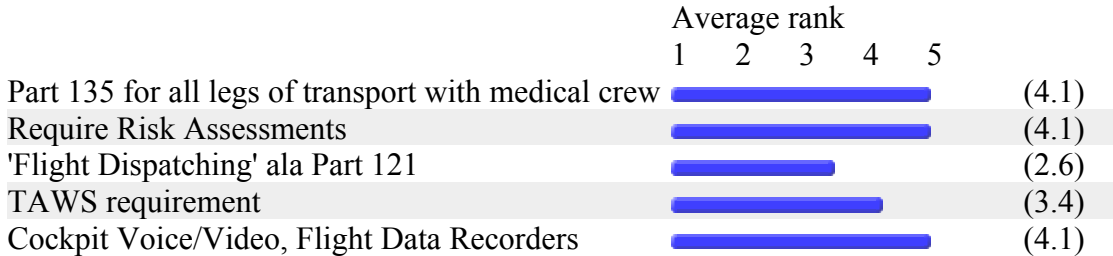 Average rank
1 2 3 4 5
Part 135 for all legs of transport with medical crew (4.1)
Require Risk Assessments (4.1)
'Flight Dispatching' ala Part 121 (2.6)
TAWS requirement (3.4)
Cockpit Voice/Video, Flight Data Recorders (4.1)